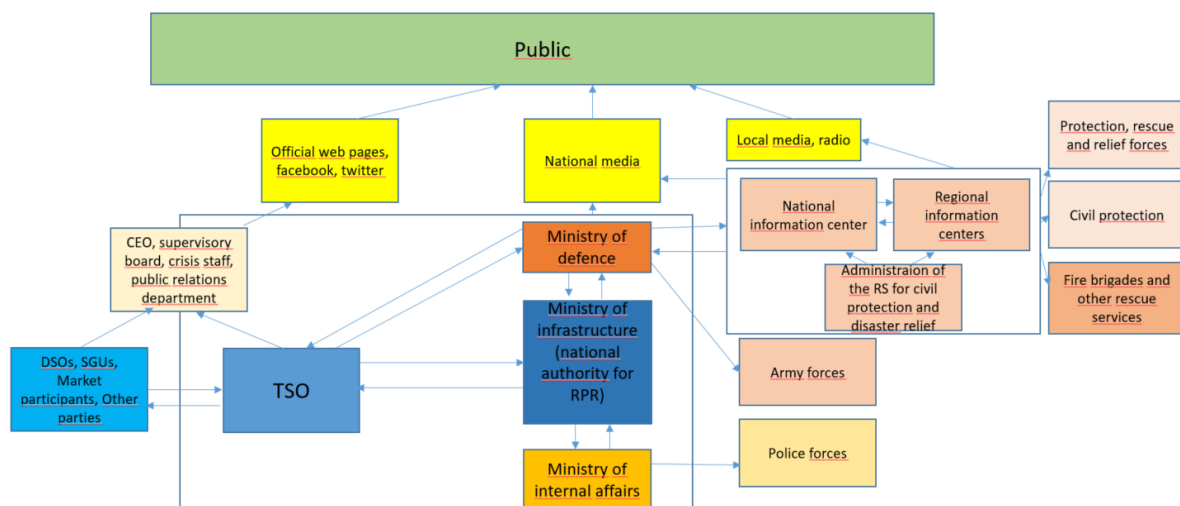 Public
Official web pages,
facebook, twitter
National media
Local media, radio
Protection, rescue
and relief forces
National
information center
Regional
information
centers
Civil protection
CEO, supervisory
board, crisis staff,
public relations
department
Ministry of
defence
Administraion of
the RS for civil
protection and
disaster relief
Fire brigades and
other rescue
services
Ministry of
infrastructure
(national
authority for
RPR)
DSOs, SGUs,
Market
participants, Other
parties
TSO
Army forces
Police forces
Ministry of
internal affairs